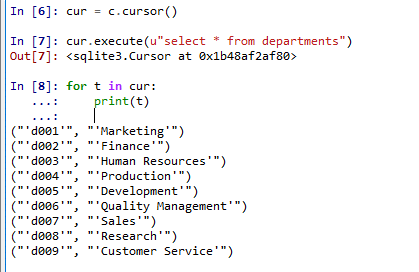 In [6]: cur = c.cursor()
In [7]: cur.execute(u"select * from departments")
Out[7]: <sqlite3.Cursor at 0x1b48af2af80>
In [8]: for t in cur:
   ...:     print(t)
   ...:
("'d001'", "'Marketing'")
("'d002'", "'Finance'")
("'d003'", "'Human Resources'")
("'d004'", "'Production'")
("'d005'", "'Development'")
("'d006'", "'Quality Management'")
("'d007'", "'Sales'")
("'d008'", "'Research'")
("'d009'", "'Customer Service'")